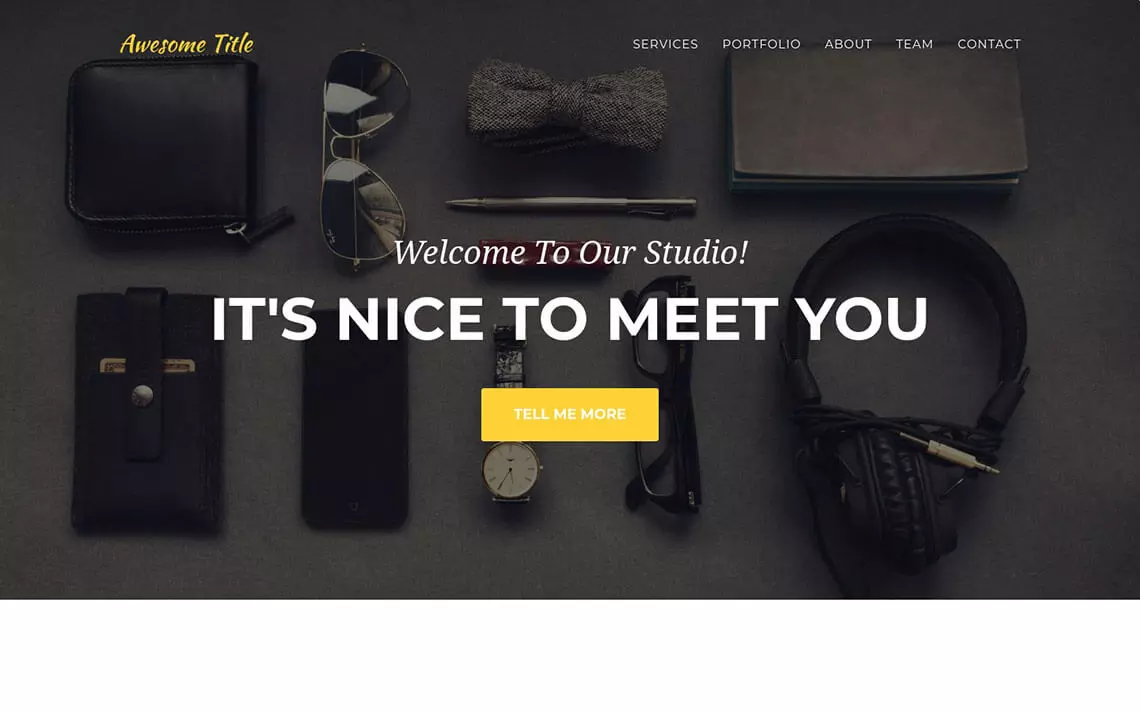 Awesome Title
SERVICES PORTFOLIO ABOUT TEAM CONTACT
Welcome To Our Studio!
IT'S NICE TO MEET YOU
TELL ME MORE